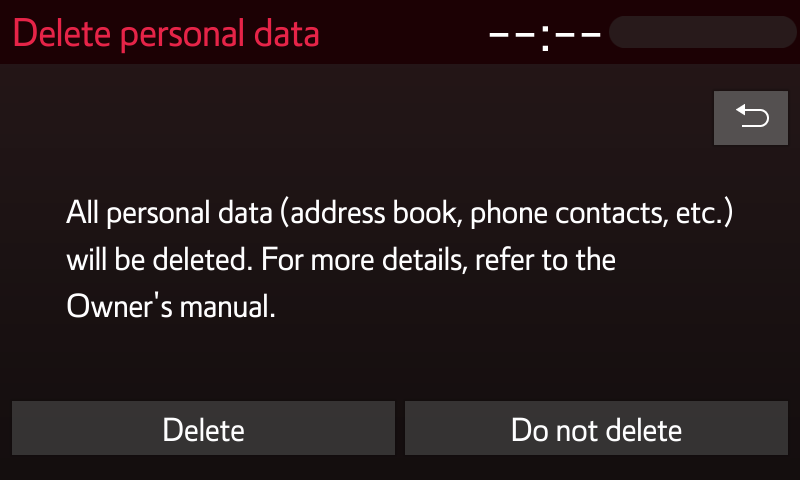 Delete personal data --:--
All personal data (address book, phone contacts, etc.)
will be deleted. For more details, refer to the
Owner's manual.
Delete Do not delete